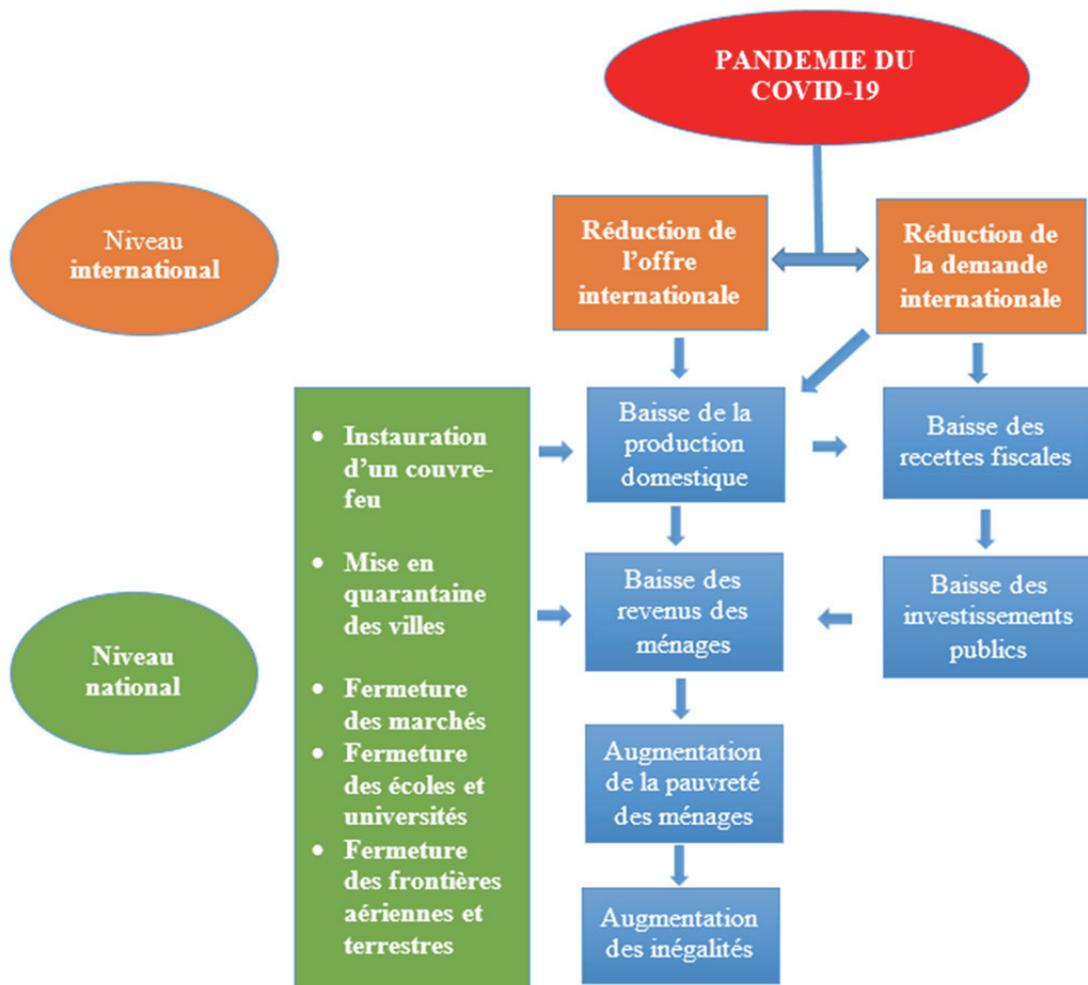 PANDEMIE DU
COVID-19
Niveau
international
Réduction de
l’offre
internationale
Réduction de
la demande
internationale
• Instauration
d’un couvre-
feu
• Mise en
quarantaine
des villes
• Fermeture
des marchés
• Fermeture
des écoles et
universités
• Fermeture
des frontières
aériennes et
terrestres
Baisse de la
production
domestique
Baisse des
recettes fiscales
Niveau
national
Baisse des
revenus des
ménages
Baisse des
investissements
publics
Augmentation
de la pauvreté
des ménages
Augmentation
des inégalités